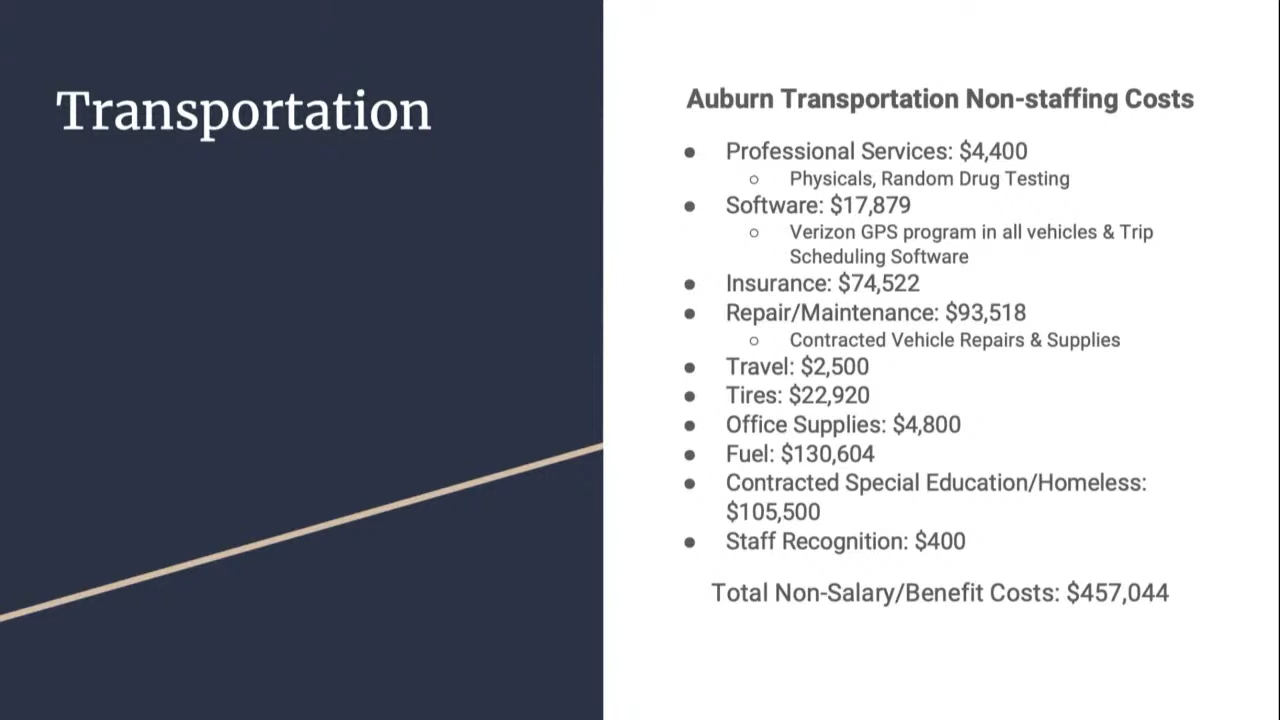 Transportation
Auburn Transportation Non-staffing Costs
● Professional Services: $4,400
○ Physicals, Random Drug Testing
● Software: $17,879
○ Verizon GPS program in all vehicles & Trip
Scheduling Software
● Insurance: $74,522
● Repair/Maintenance: $93,518
○ Contracted Vehicle Repairs & Supplies
● Travel: $2,500
● Tires: $22,920
● Office Supplies: $4,800
● Fuel: $130,604
● Contracted Special Education/Homeless:
$105,500
● Staff Recognition: $400
Total Non-Salary/Benefit Costs: $457,044